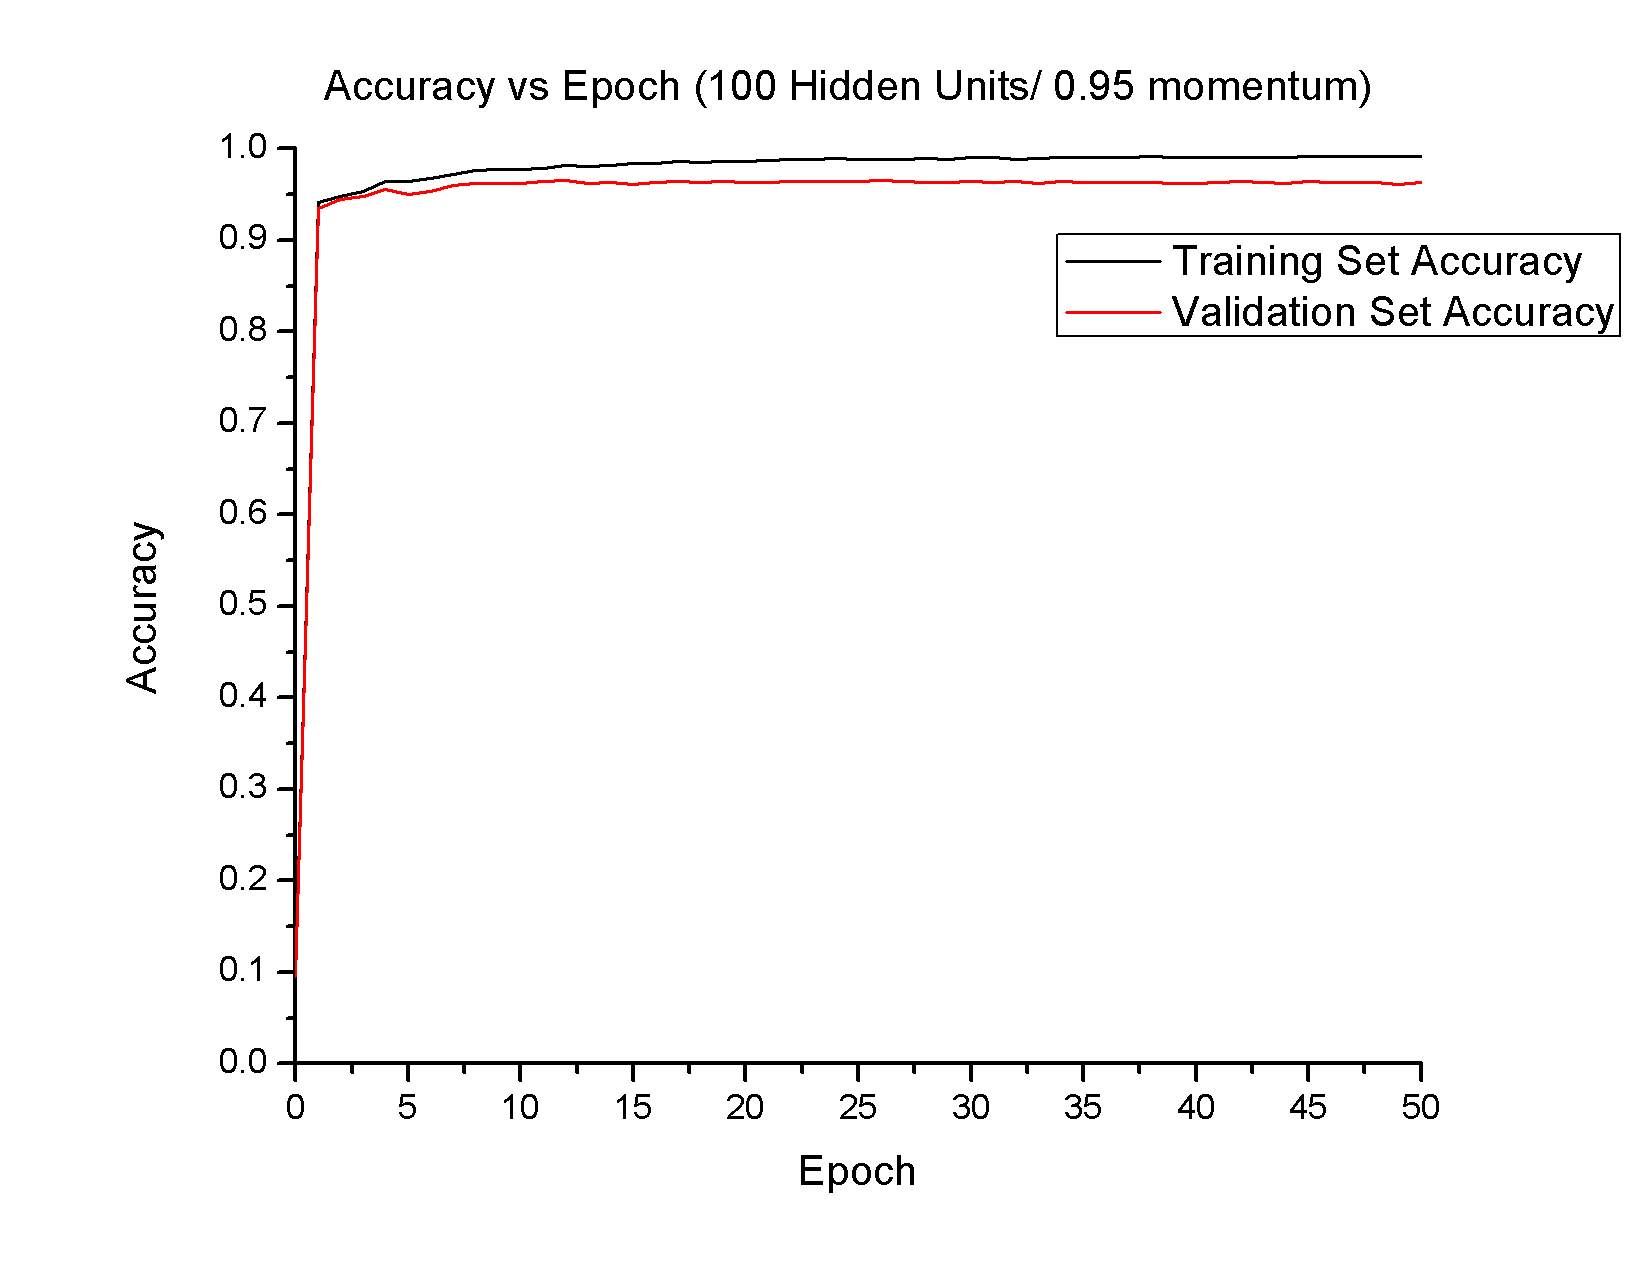 Accuracy vs Epoch (100 Hidden Units/ 0.95 momentum)
1.0
0.9
Training Set Accuracy
Validation Set Accuracy
0.8
0.7
0.6
0.5
0.4
0.3
0.2
0.1
0.0
Accuracy
0 5 10 15 20 25 30 35 40 45 50
Epoch